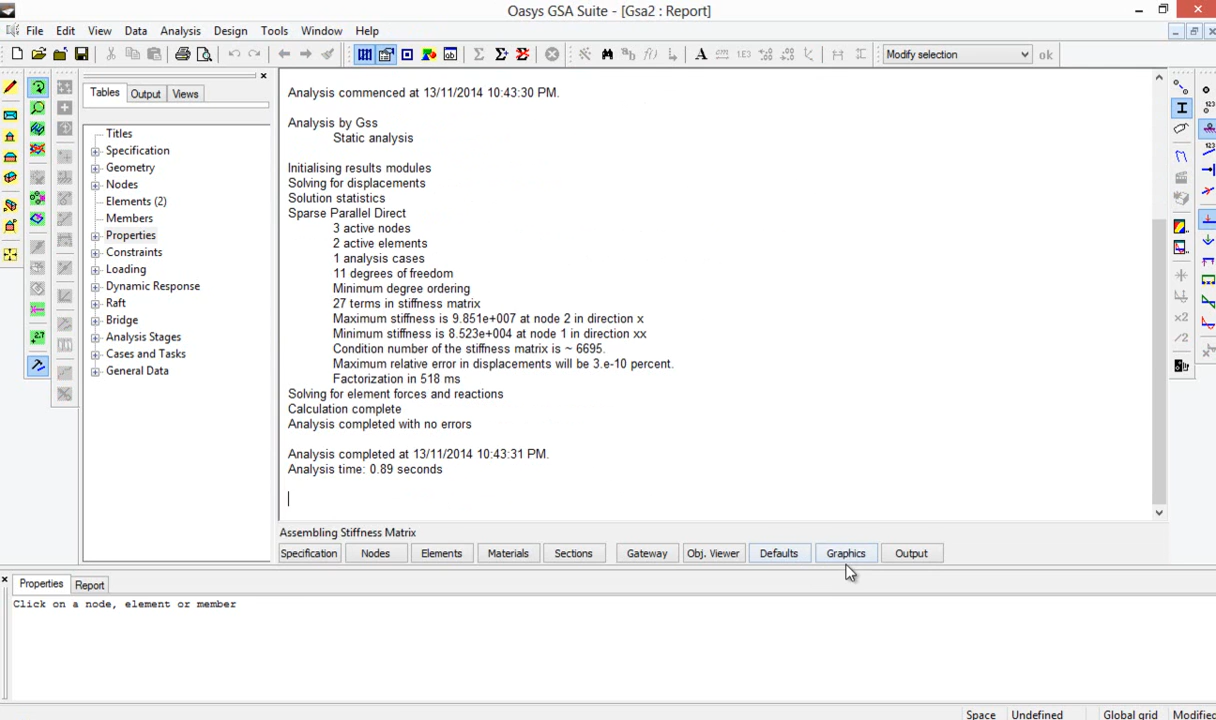 Oasys GSA Suite - [Gsa2 : Report]
File Edit View Data Analysis Design Tools Window Help
Modify selection ok
Tables Output Views
Titles
Specification
Geometry
Nodes
Elements (2)
Members
Properties
Constraints
Loading
Dynamic Response
Raft
Bridge
Analysis Stages
Cases and Tasks
General Data
Analysis commenced at 13/11/2014 10:43:30 PM.
Analysis by Gss
Static analysis
Initialising results modules
Solving for displacements
Solution statistics
Sparse Parallel Direct
3 active nodes
2 active elements
1 analysis cases
11 degrees of freedom
Minimum degree ordering
27 terms in stiffness matrix
Maximum stiffness is 9.851e+007 at node 2 in direction x
Minimum stiffness is 8.523e+004 at node 1 in direction xx
Condition number of the stiffness matrix is ~ 6695.
Maximum relative error in displacements will be 3.e-10 percent.
Factorization in 518 ms
Solving for element forces and reactions
Calculation complete
Analysis completed with no errors
Analysis completed at 13/11/2014 10:43:31 PM.
Analysis time: 0.89 seconds
Assembling Stiffness Matrix
Specification Nodes Elements Materials Sections Gateway Obj. Viewer Defaults Graphics Output
Properties Report
Click on a node, element or member
Space Undefined Global grid Modified